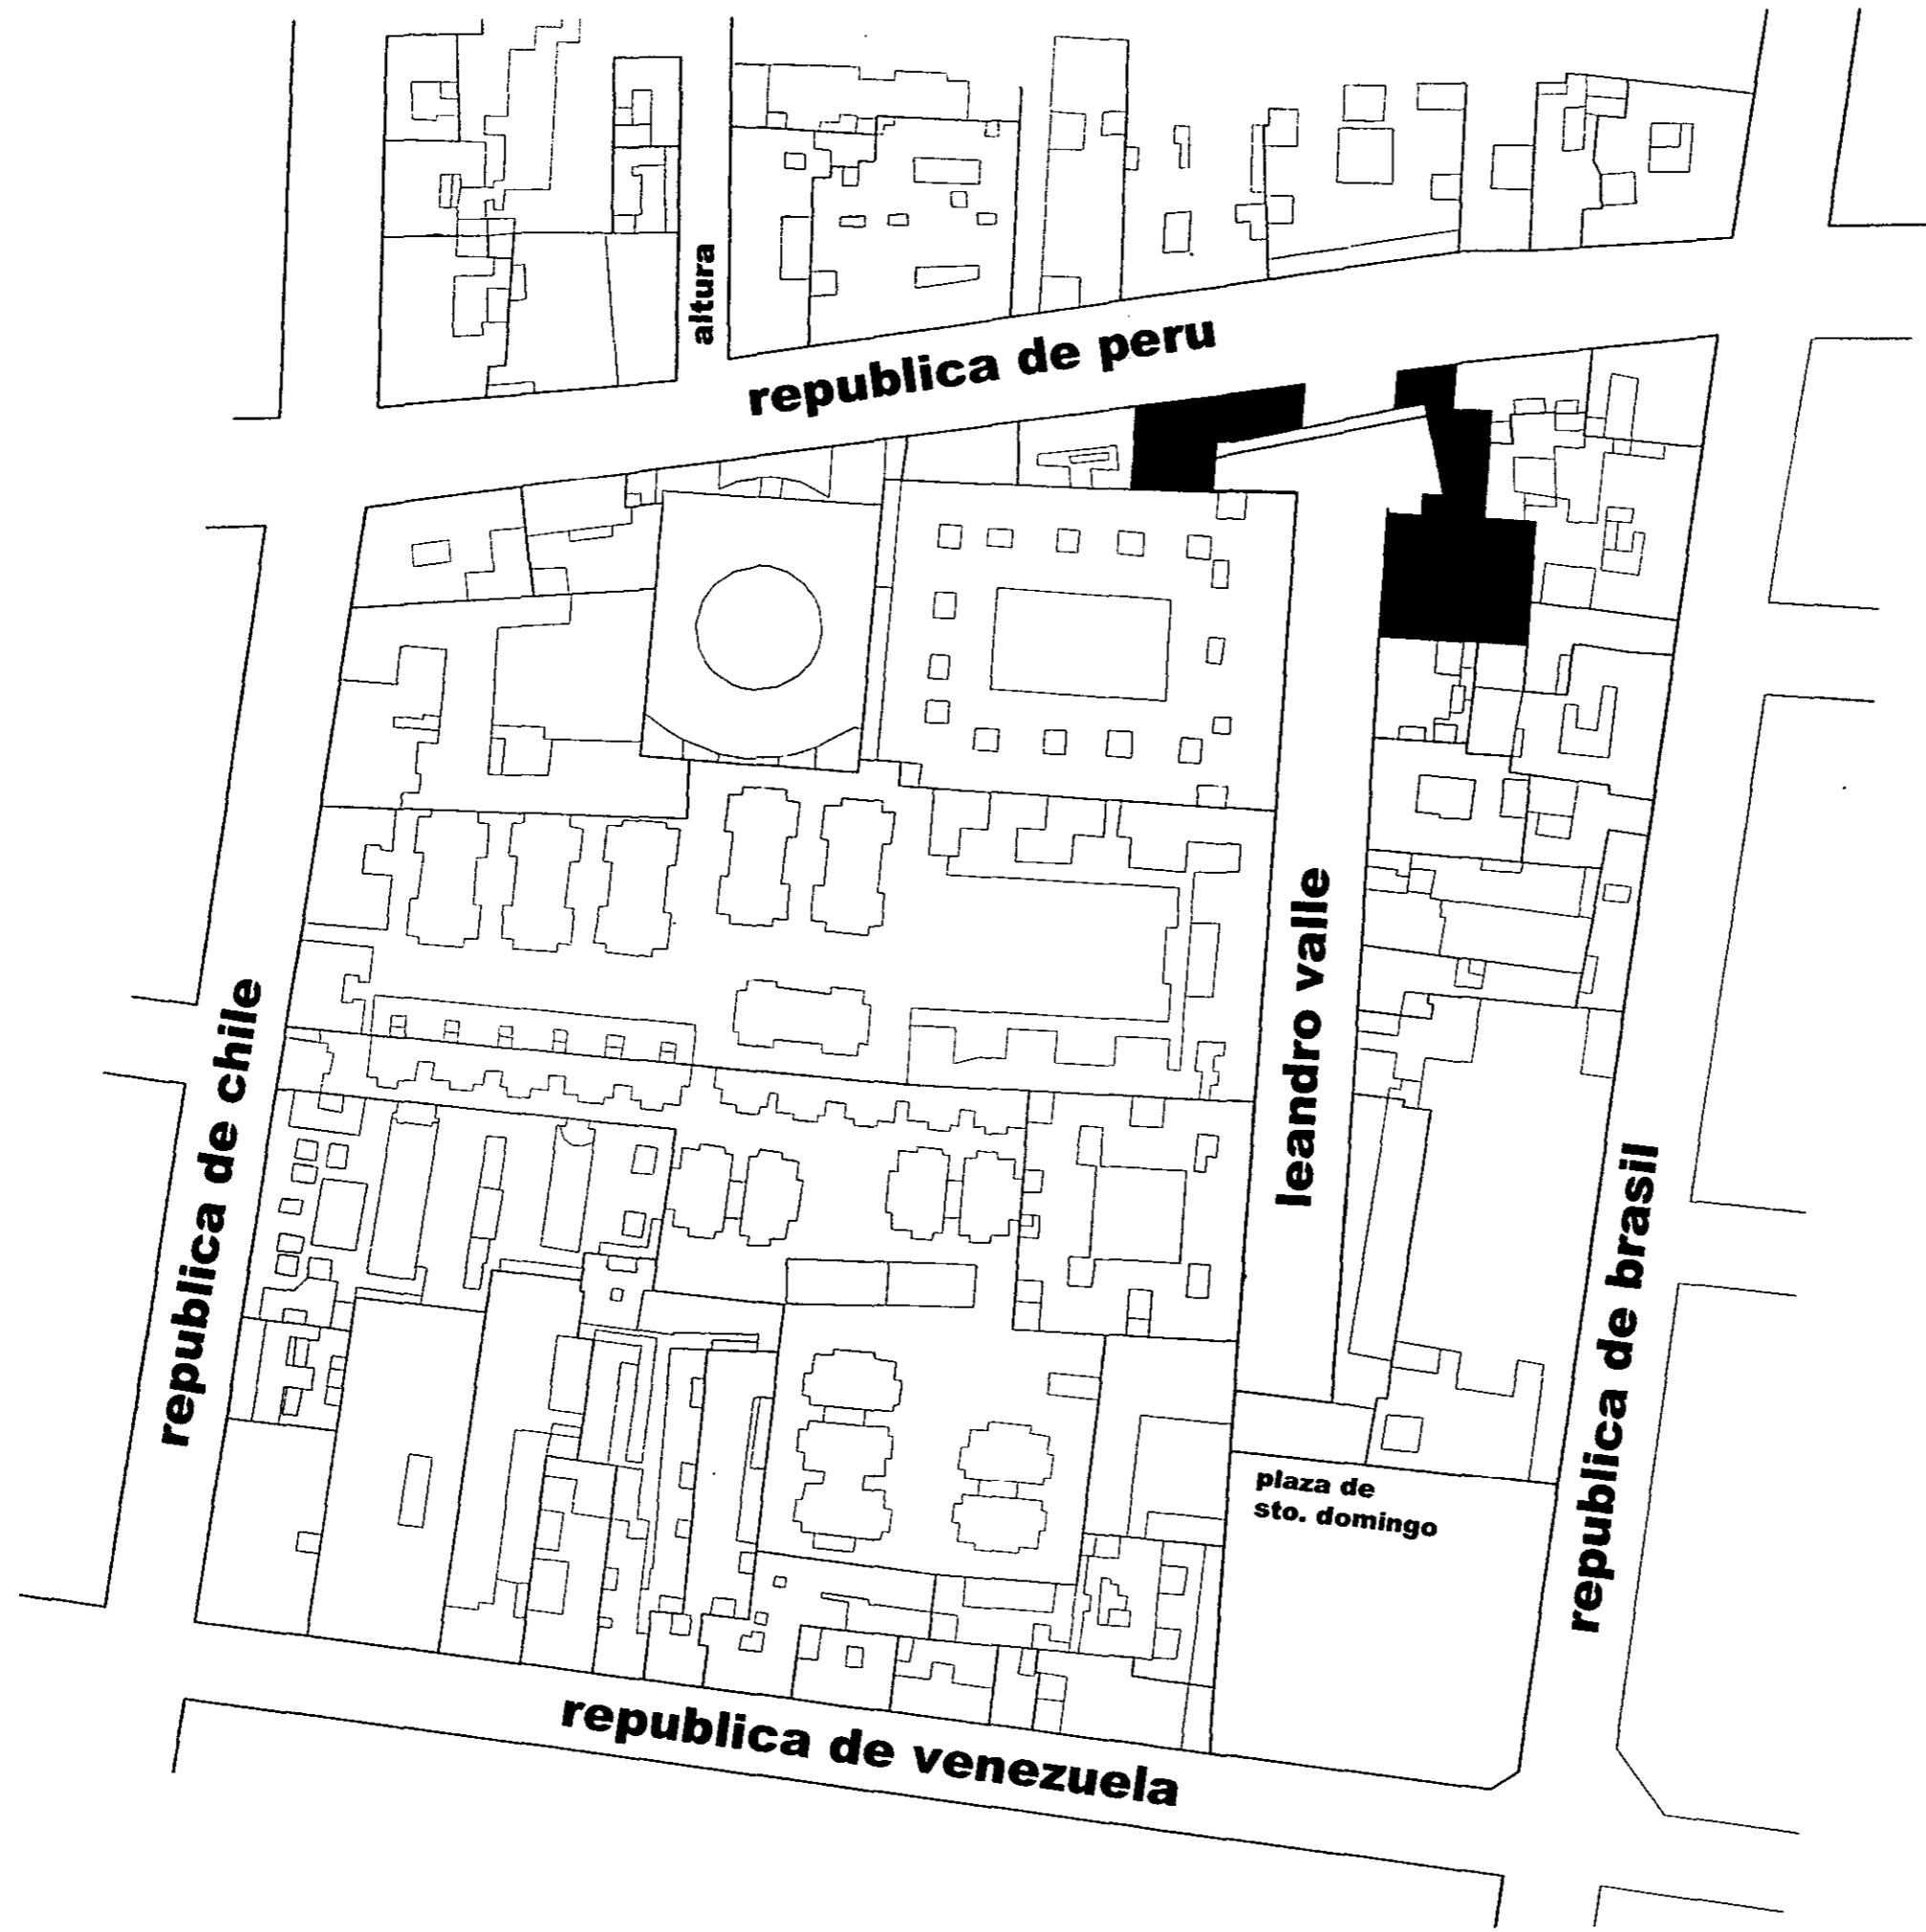 altura
republica de peru
leandro valle
republica de chile
republica de brasil
plaza de
sto. domingo
republica de venezuela